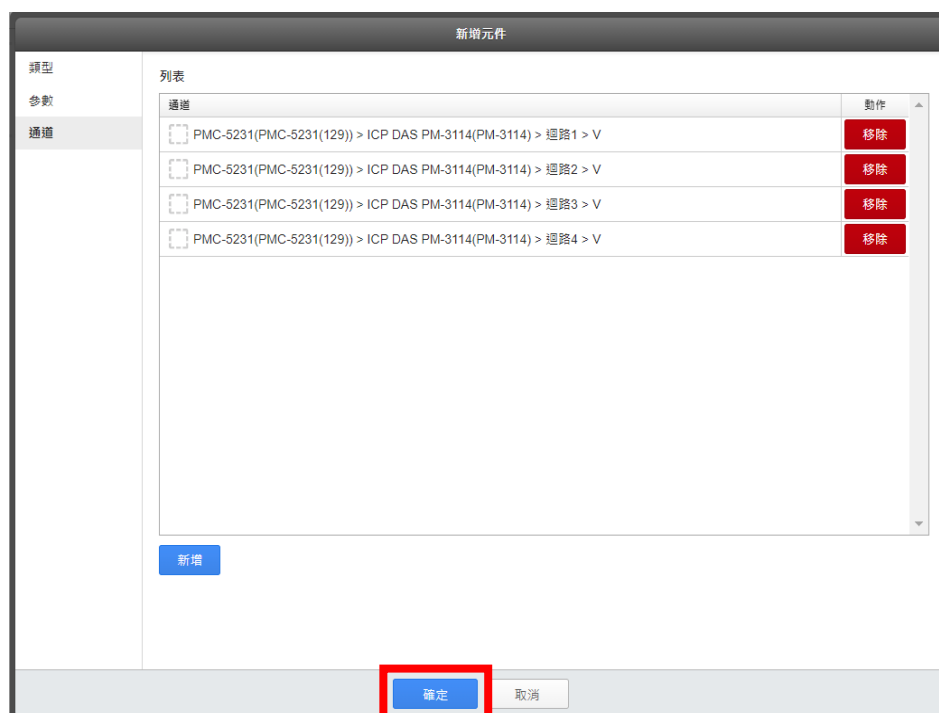 新增元件
類型
參數
通道
列表
通道 動作
PMC-5231(PMC-5231(129)) > ICP DAS PM-3114(PM-3114) > 迴路1 > V 移除
PMC-5231(PMC-5231(129)) > ICP DAS PM-3114(PM-3114) > 迴路2 > V 移除
PMC-5231(PMC-5231(129)) > ICP DAS PM-3114(PM-3114) > 迴路3 > V 移除
PMC-5231(PMC-5231(129)) > ICP DAS PM-3114(PM-3114) > 迴路4 > V 移除
新增
確定 取消